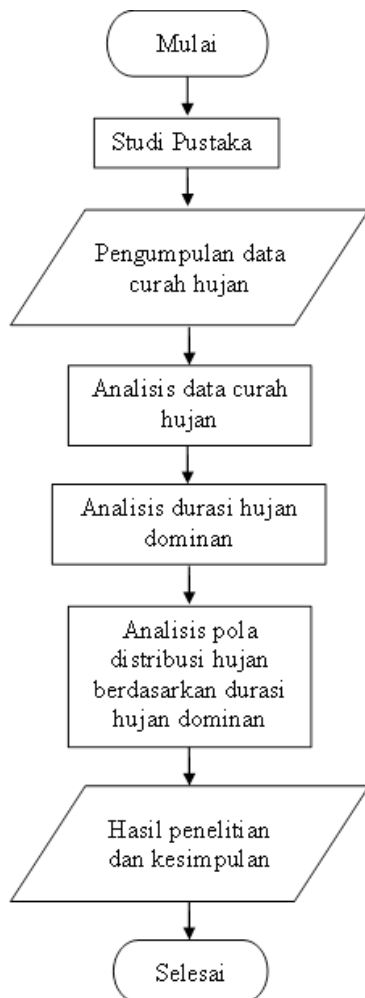 Mulai
Studi Pustaka
Pengumpulan data
curah hujan
Analisis data curah
hujan
Analisis durasi hujan
dominan
Analisis pola
distribusi hujan
berdasarkan durasi
hujan dominan
Hasil penelitian
dan kesimpulan
Selesai